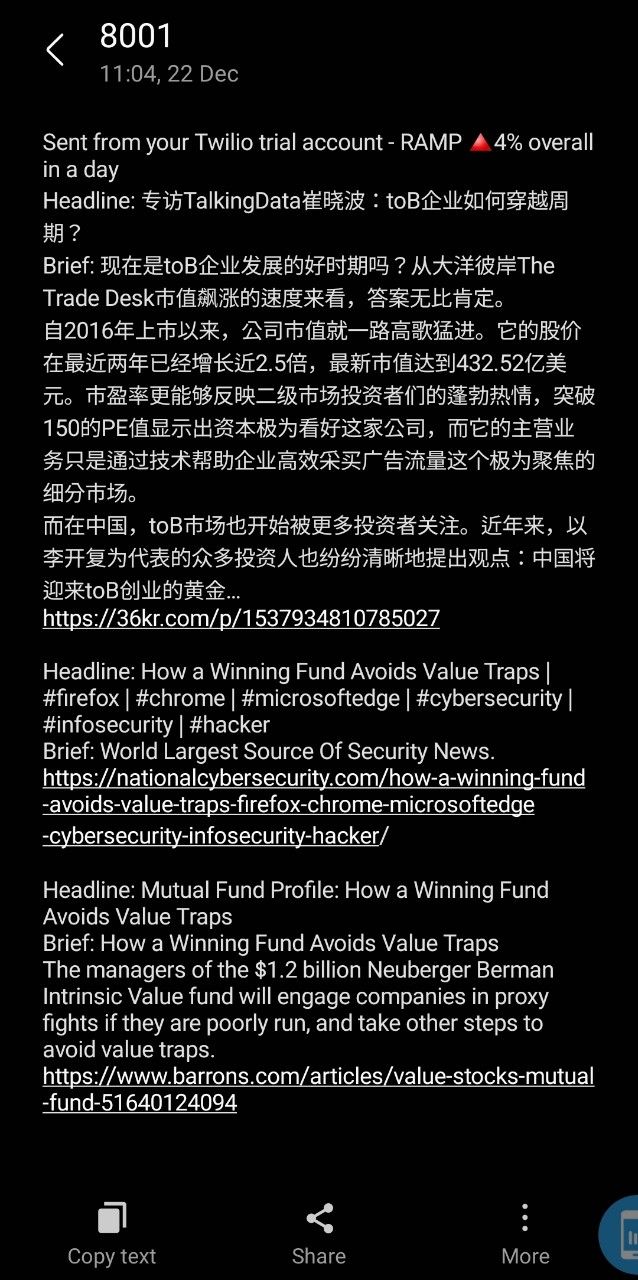 8001
11:04, 22 Dec
Sent from your Twilio trial account - RAMP 🔺4% overall
in a day
Headline: 专访TalkingData崔晓波：toB企业如何穿越周
期？
Brief: 现在是toB企业发展的好时期吗？从大洋彼岸The
Trade Desk市值飙涨的速度来看，答案无比肯定。
自2016年上市以来，公司市值就一路高歌猛进。它的股价
在最近两年已经增长近2.5倍，最新市值达到432.52亿美
元。市盈率更能够反映二级市场投资者们的蓬勃热情，突破
150的PE值显示出资本极为看好这家公司，而它的主营业
务只是通过技术帮助企业高效采买广告流量这个极为聚焦的
细分市场。
而在中国，toB市场也开始被更多投资者关注。近年来，以
李开复为代表的众多投资人也纷纷清晰地提出观点：中国将
迎来toB创业的黄金...
https://36kr.com/p/1537934810785027
Headline: How a Winning Fund Avoids Value Traps |
#firefox | #chrome | #microsoftedge | #cybersecurity |
#infosecurity | #hacker
Brief: World Largest Source Of Security News.
https://nationalcybersecurity.com/how-a-winning-fund
-avoids-value-traps-firefox-chrome-microsoftedge
-cybersecurity-infosecurity-hacker/
Headline: Mutual Fund Profile: How a Winning Fund
Avoids Value Traps
Brief: How a Winning Fund Avoids Value Traps
The managers of the $1.2 billion Neuberger Berman
Intrinsic Value fund will engage companies in proxy
fights if they are poorly run, and take other steps to
avoid value traps.
https://www.barrons.com/articles/value-stocks-mutual
-fund-51640124094
Copy text
Share
More